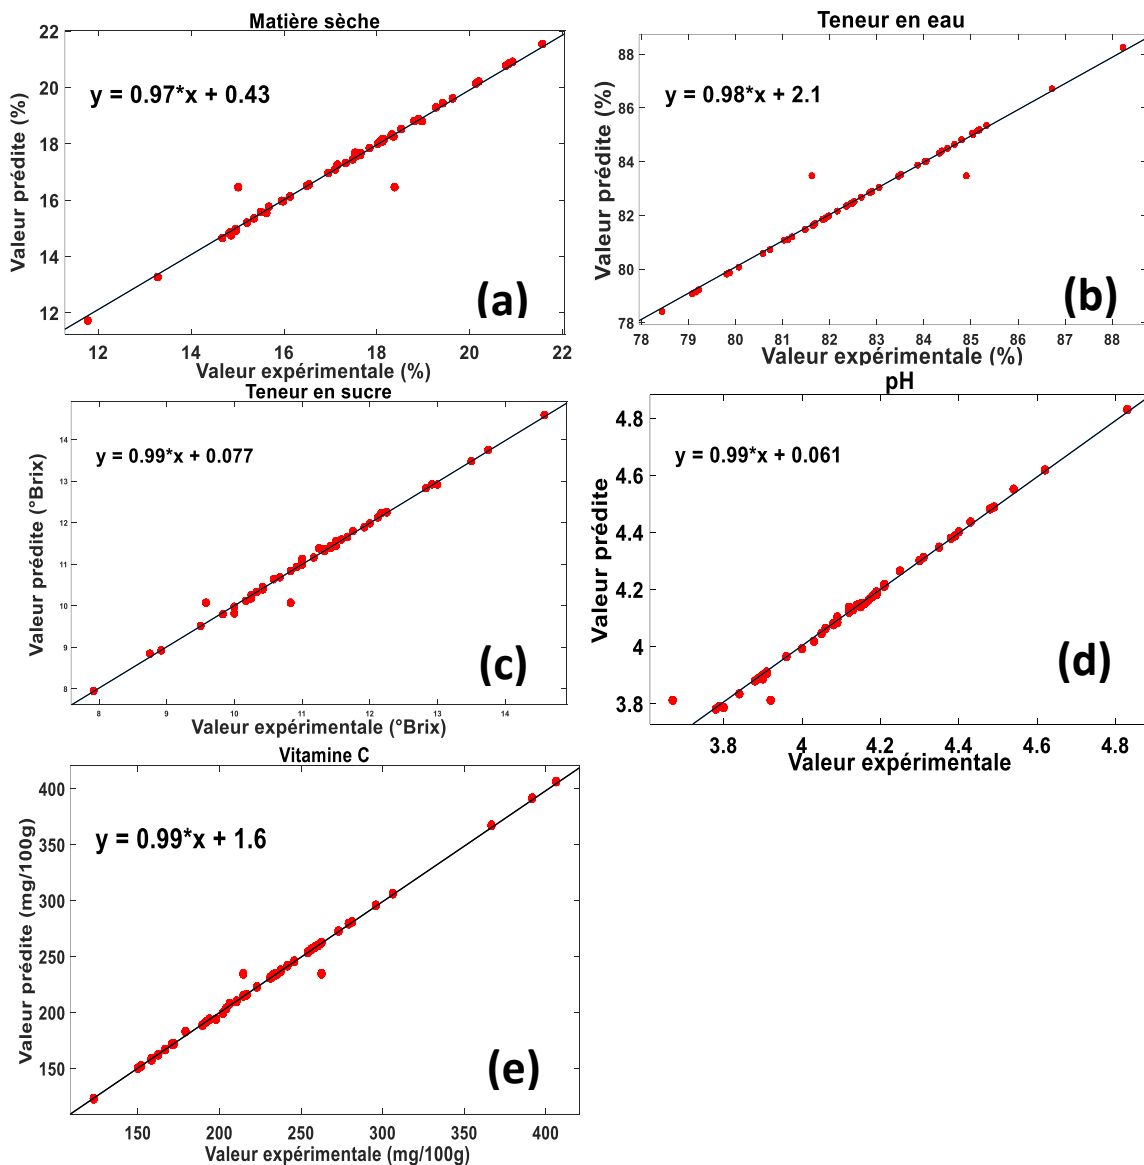 Matière sèche
y = 0.97*x + 0.43
Valeur prédite (%)
22
20
18
16
14
12
(a)
12
14
16
18
20
22
Valeur expérimentale (%)
Teneur en eau
y = 0.98*x + 2.1
Valeur prédite (%)
88
86
84
82
80
78
(b)
78
79
80
81
82
83
84
85
86
87
88
Valeur expérimentale (%)
Teneur en sucre
y = 0.99*x + 0.077
Valeur prédite (°Brix)
14
13
12
11
10
9
8
(c)
8
9
10
11
12
13
14
Valeur expérimentale (°Brix)
pH
y = 0.99*x + 0.061
Valeur prédite
4.8
4.6
4.4
4.2
4
3.8
(d)
3.8
4
4.2
4.4
4.6
4.8
Valeur expérimentale
Vitamine C
y = 0.99*x + 1.6
Valeur prédite (mg/100g)
400
350
300
250
200
150
(e)
150
200
250
300
350
400
Valeur expérimentale (mg/100g)